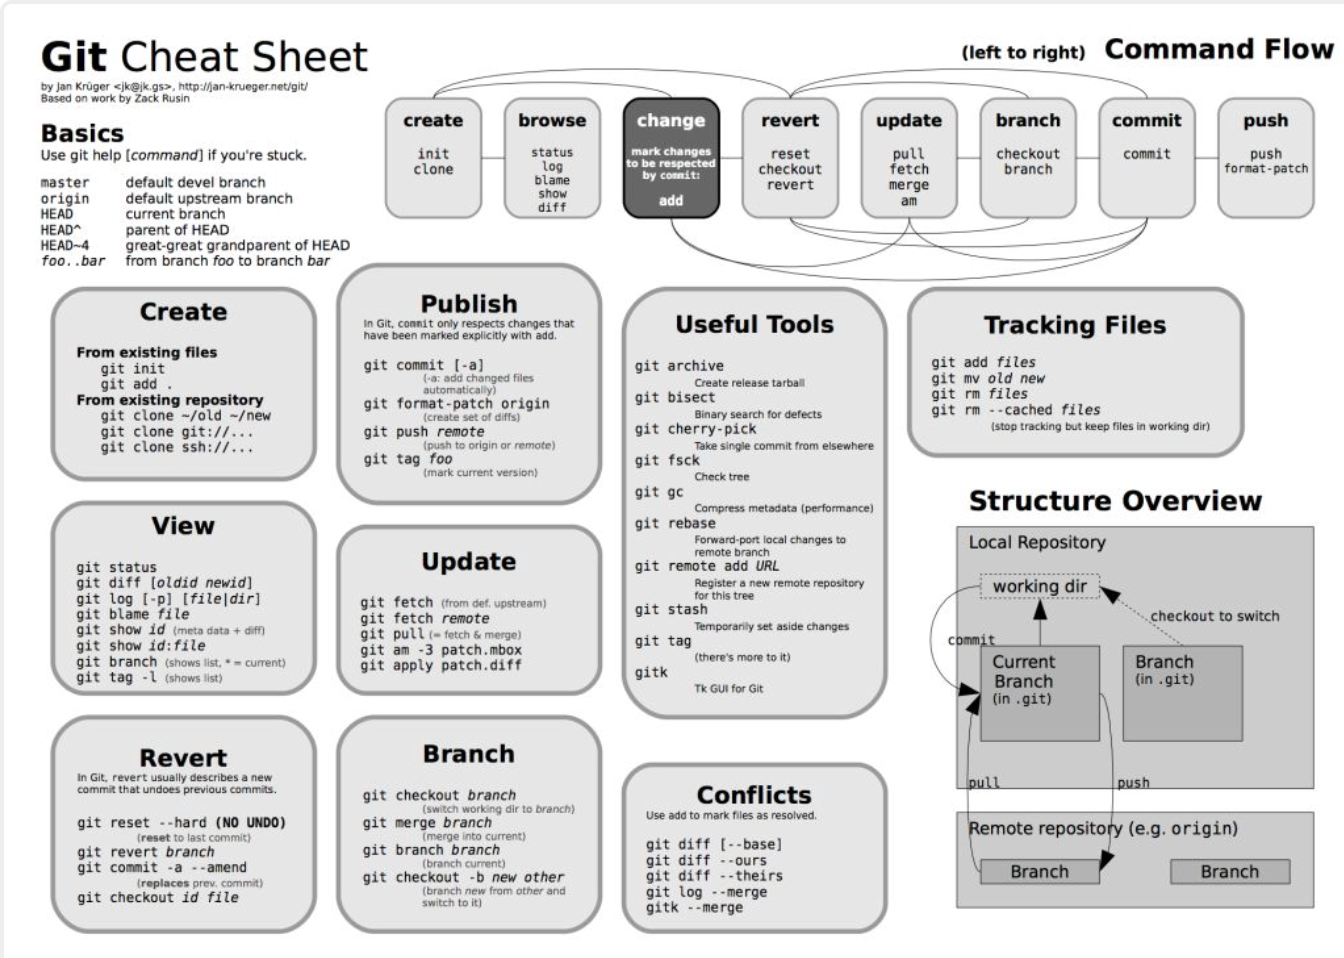 Git Cheat Sheet
by Jan Krüger <jk@jk.gs>, http://jan-krueger.net/git/
Based on work by Zack Rusin
Basics
Use git help [command] if you're stuck.
master default devel branch
origin default upstream branch
HEAD current branch
HEAD^ parent of HEAD
HEAD~4 great-great grandparent of HEAD
foo..bar from branch foo to branch bar
(left to right) Command Flow
create
init
clone
browse
status
log
blame
show
diff
change
mark changes
to be respected
by commit:
add
revert
reset
checkout
revert
update
pull
fetch
merge
am
branch
checkout
branch
commit
commit
push
push
format-patch
Create
From existing files
git init
git add .
From existing repository
git clone ~/old ~/new
git clone git://...
git clone ssh://...
View
git status
git diff [oldid newid]
git log [-p] [file|dir]
git blame file
git show id (meta data + diff)
git show id:file
git branch (shows list, * = current)
git tag -l (shows list)
Revert
In Git, revert usually describes a new
commit that undoes previous commits.
git reset --hard (NO UNDO)
(reset to last commit)
git revert branch
git commit -a --amend
(replaces prev. commit)
git checkout id file
Publish
In Git, commit only respects changes that
have been marked explicitly with add.
git commit [-a]
(-a: add changed files
automatically)
git format-patch origin
(create set of diffs)
git push remote
(push to origin or remote)
git tag foo
(mark current version)
Update
git fetch (from def. upstream)
git fetch remote
git pull (= fetch & merge)
git am -3 patch.mbox
git apply patch.diff
Branch
git checkout branch
(switch working dir to branch)
git merge branch
(merge into current)
git branch branch
(branch current)
git checkout -b new other
(branch new from other and
switch to it)
Useful Tools
git archive
Create release tarball
git bisect
Binary search for defects
git cherry-pick
Take single commit from elsewhere
git fsck
Check tree
git gc
Compress metadata (performance)
git rebase
Forward-port local changes to
remote branch
git remote add URL
Register a new remote repository
for this tree
git stash
Temporarily set aside changes
git tag
(there's more to it)
gitk
Tk GUI for Git
Conflicts
Use add to mark files as resolved.
git diff [--base]
git diff --ours
git diff --theirs
git log --merge
gitk --merge
Tracking Files
git add files
git mv old new
git rm files
git rm --cached files
(stop tracking but keep files in working dir)
Structure Overview
Local Repository
working dir
checkout to switch
commit
Current
Branch
(in .git)
Branch
(in .git)
pull
push
Remote repository (e.g. origin)
Branch
Branch